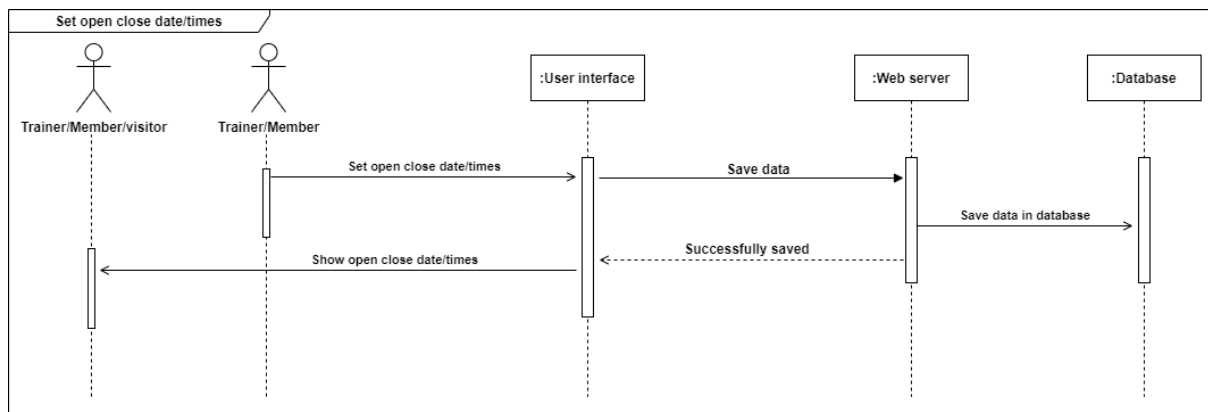 Set open close date/times
:User interface
:Web server
:Database
Trainer/Member/visitor
Trainer/Member
Set open close date/times
Save data
Save data in database
Successfully saved
Show open close date/times